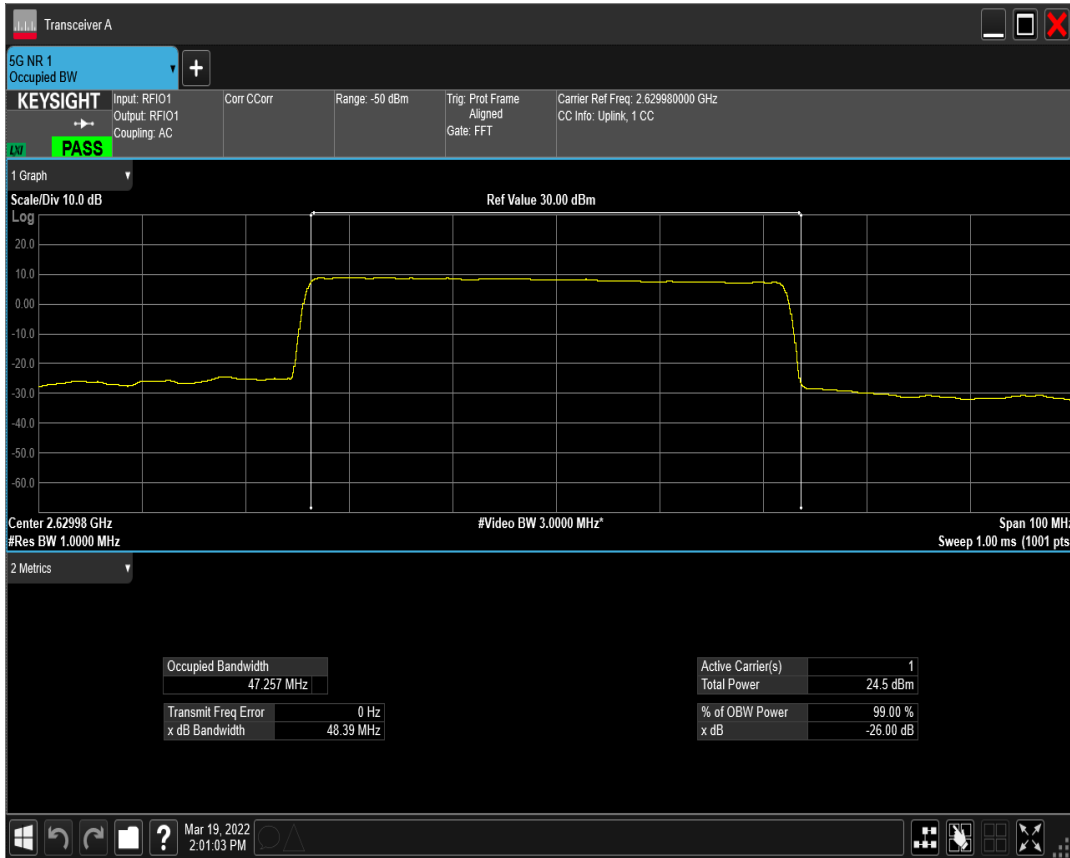 Transceiver A
5G NR 1
Occupied BW
+
KEYSIGHT
LXI
PASS
Input: RFIO1
Output: RFIO1
Coupling: AC
Corr CCorr
Range: -50 dBm
Trig: Prot Frame
Aligned
Gate: FFT
Carrier Ref Freq: 2.629980000 GHz
CC Info: Uplink, 1 CC
1 Graph
Scale/Div 10.0 dB
Ref Value 30.00 dBm
Log
20.0
10.0
0.00
-10.0
-20.0
-30.0
-40.0
-50.0
-60.0
Center 2.62998 GHz
#Video BW 3.0000 MHz*
Span 100 MHz
#Res BW 1.0000 MHz
Sweep 1.00 ms (1001 pts
2 Metrics
Occupied Bandwidth
47.257 MHz
Transmit Freq Error 0 Hz
x dB Bandwidth 48.39 MHz
Active Carrier(s) 1
Total Power 24.5 dBm
% of OBW Power 99.00 %
x dB -26.00 dB
?
Mar 19, 2022
2:01:03 PM